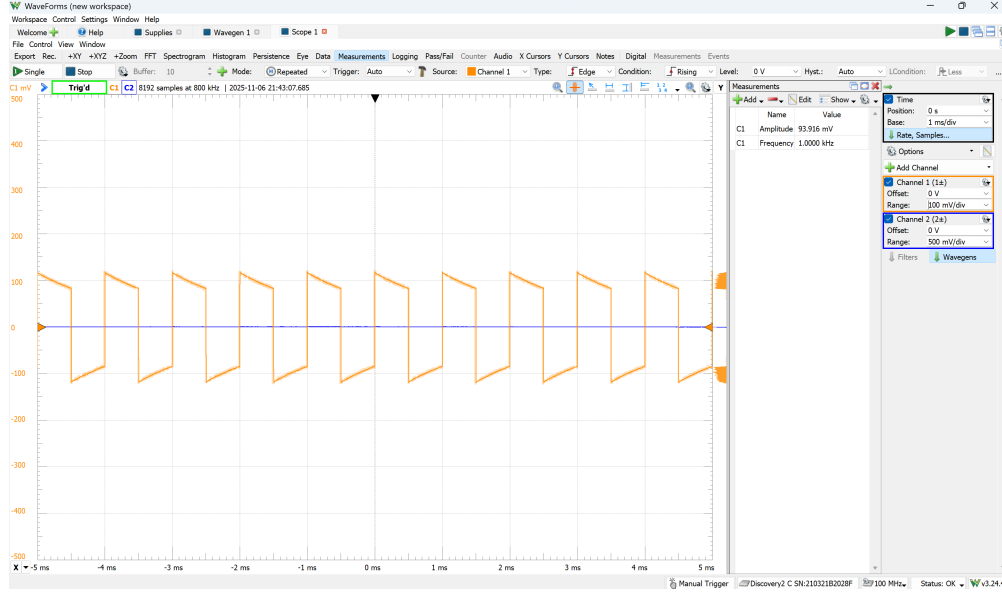 WaveForms (new workspace)
Workspace Control Settings Window Help
Welcome Help Supplies Wavegen 1 Scope 1
File Control View Window
Export Rec. +XY +XYZ +Zoom FFT Spectrogram Histogram Persistence Eye Data Measurements Logging Pass/Fail Counter Audio X Cursors Y Cursors Notes Digital Measurements Events
Single Stop Buffer: 10 Mode: Repeated Trigger: Auto Source: Channel 1 Type: Edge Condition: Rising Level: 0 V Hyst.: Auto LCondition: Less ...
C1 mV Trig'd C1 C2 8192 samples at 800 kHz | 2025-11-06 21:43:07.685 Y
Measurements
Add Edit Show
Name Value
C1 Amplitude 93.916 mV
C1 Frequency 1.0000 kHz
Time
Position: 0 s
Base: 1 ms/div
Rate, Samples...
Options
Add Channel
Channel 1 (1±)
Offset: 0 V
Range: 100 mV/div
Channel 2 (2±)
Offset: 0 V
Range: 500 mV/div
Filters Wavegens
500
400
300
200
100
0
-100
-200
-300
-400
-500
X -5 ms -4 ms -3 ms -2 ms -1 ms 0 ms 1 ms 2 ms 3 ms 4 ms 5 ms
Manual Trigger Discovery2 C SN:210321B2028F 100 MHz Status: OK v3.24.